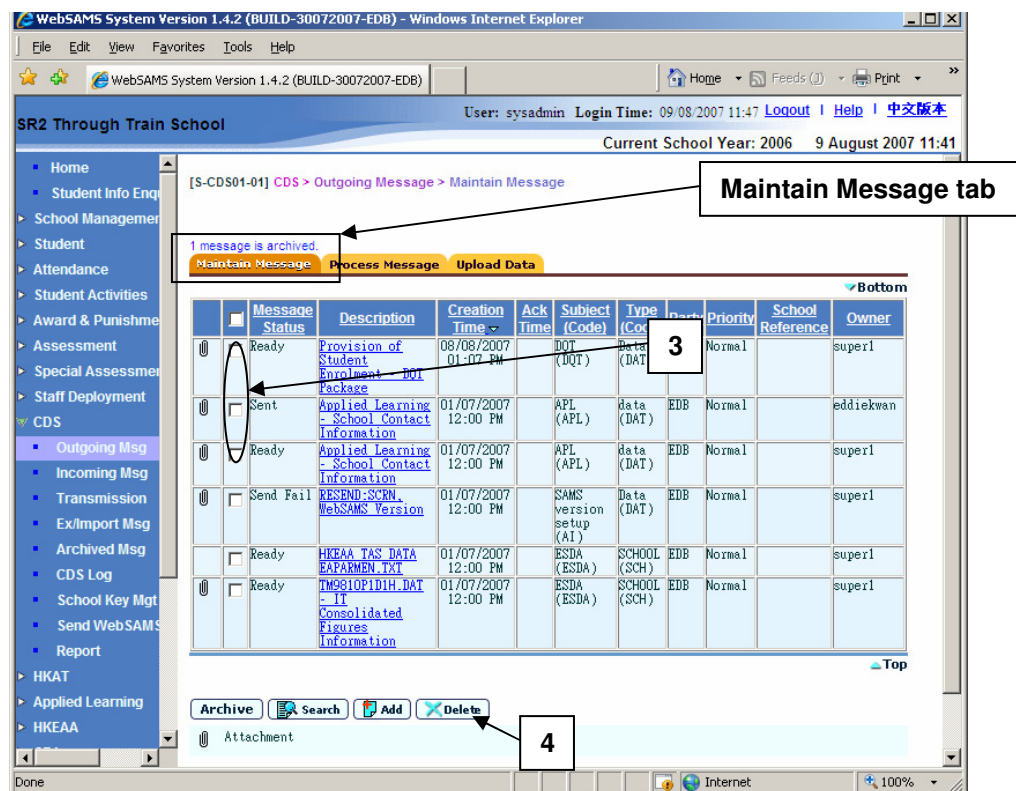 WebSAMS System Version 1.4.2 (BUILD-30072007-EDB) - Windows Internet Explorer
File Edit View Favorites Tools Help
WebSAMS System Version 1.4.2 (BUILD-30072007-EDB) Home Feeds (J) Print »
SR2 Through Train School
User: sysadmin Login Time: 09/08/2007 11:47 Logout | Help | 中文版本
Current School Year: 2006 9 August 2007 11:41
Home
Student Info Enq
School Managemen
Student
Attendance
Student Activities
Award & Punishme
Assessment
Special Assessmen
Staff Deployment
CDS
Outgoing Msg
Incoming Msg
Transmission
Ex/Import Msg
Archived Msg
CDS Log
School Key Mgt
Send WebSAMS
Report
HKAT
Applied Learning
HKEAA
[S-CDS01-01] CDS > Outgoing Message > Maintain Message
Maintain Message tab
1 message is archived.
Maintain Message Process Message Upload Data
Bottom
Message Status Description Creation Time Ack Time Subject (Code) Type Party Priority School Reference Owner
3
Ready Provision of Student Enrolment - DQT Package 08/08/2007 01:07 PM DQT (DQT) Data (DAT Normal super1
Sent Applied Learning - School Contact Information 01/07/2007 12:00 PM APL (APL) data (DAT) EDB Normal eddiekwan
Ready Applied Learning - School Contact Information 01/07/2007 12:00 PM APL (APL) data (DAT) EDB Normal super1
Send Fail RESEND:SCRN, WebSAMS Version 01/07/2007 12:00 PM SAMS version setup (AI) Data (DAT) EDB Normal super1
Ready HKEAA TAS DATA EAPARMEN.TXT 01/07/2007 12:00 PM ESDA (ESDA) SCHOOL (SCH) EDB Normal super1
Ready TM9810P1D1H.DAT - IT Consolidated Figures Information 01/07/2007 12:00 PM ESDA (ESDA) SCHOOL (SCH) EDB Normal super1
Top
Archive Search Add Delete
Attachment
4
Done Internet 100%